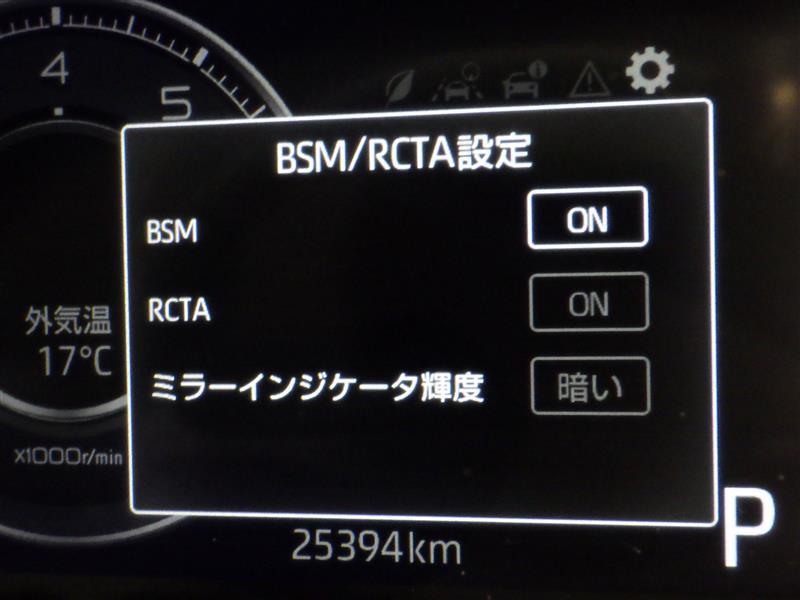 4
5
BSM/RCTA設定
BSM
ON
RCTA
ON
外気温
17°C
ミラーインジケータ輝度
暗い
x1000r/min
25394km
P